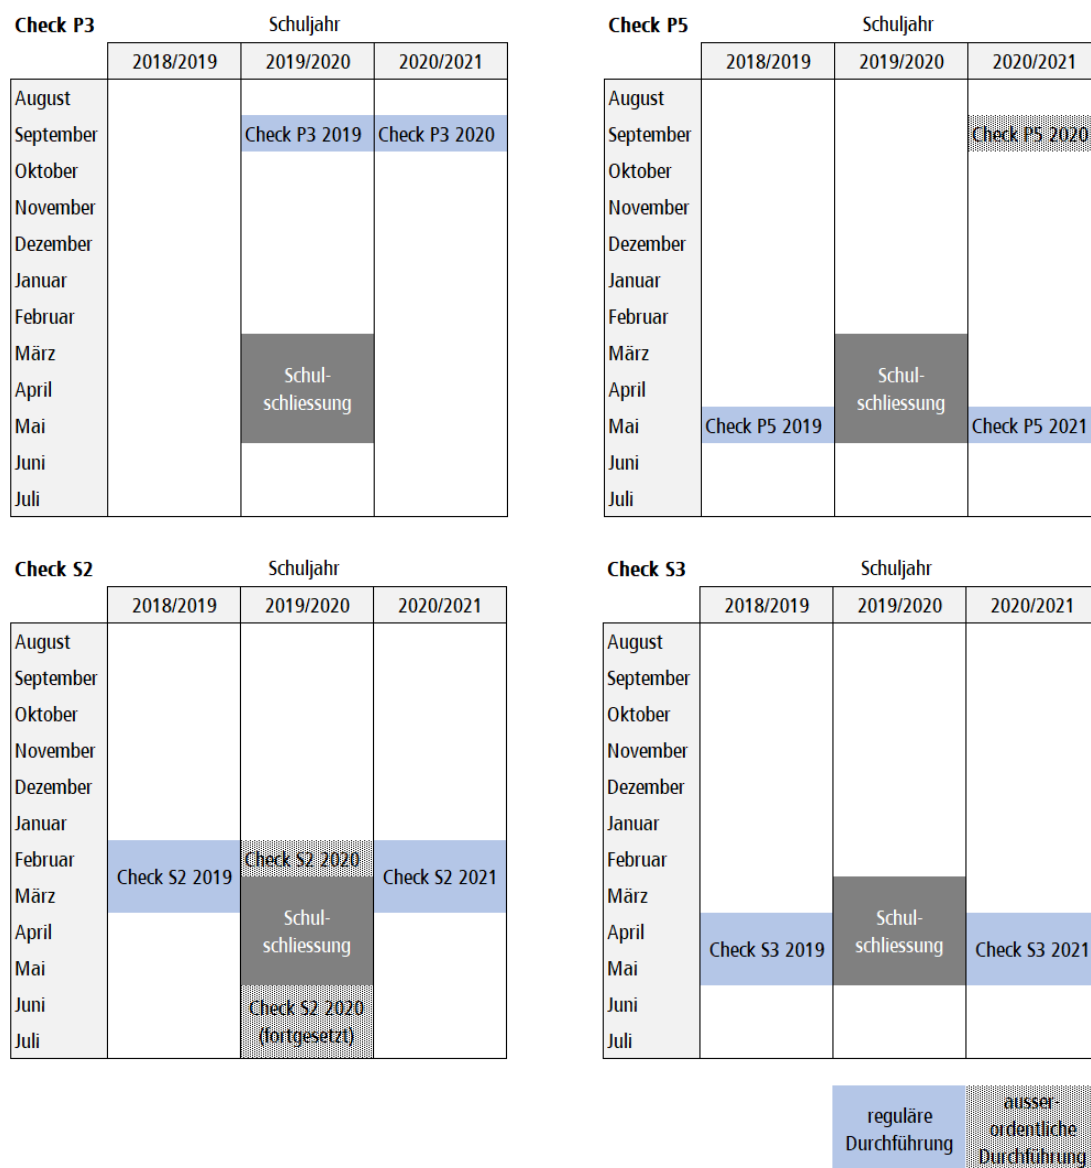 Check P3 Schuljahr
2018/2019 2019/2020 2020/2021
August
September Check P3 2019 Check P3 2020
Oktober
November
Dezember
Januar
Februar
März
April
Schul-
schliessung
Mai
Juni
Juli
Check P5 Schuljahr
2018/2019 2019/2020 2020/2021
August
September Check P5 2020
Oktober
November
Dezember
Januar
Februar
März
April
Schul-
schliessung
Mai Check P5 2019 Check P5 2021
Juni
Juli
Check S2 Schuljahr
2018/2019 2019/2020 2020/2021
August
September
Oktober
November
Dezember
Januar
Februar Check S2 2020
Check S2 2019 Check S2 2021
März
April
Schul-
schliessung
Mai
Juni
Check S2 2020
(fortgesetzt)
Juli
Check S3 Schuljahr
2018/2019 2019/2020 2020/2021
August
September
Oktober
November
Dezember
Januar
Februar
März
April
Schul-
schliessung
Check S3 2019 Check S3 2021
Mai
Juni
Juli
reguläre
Durchführung
ausser-
ordentliche
Durchführung